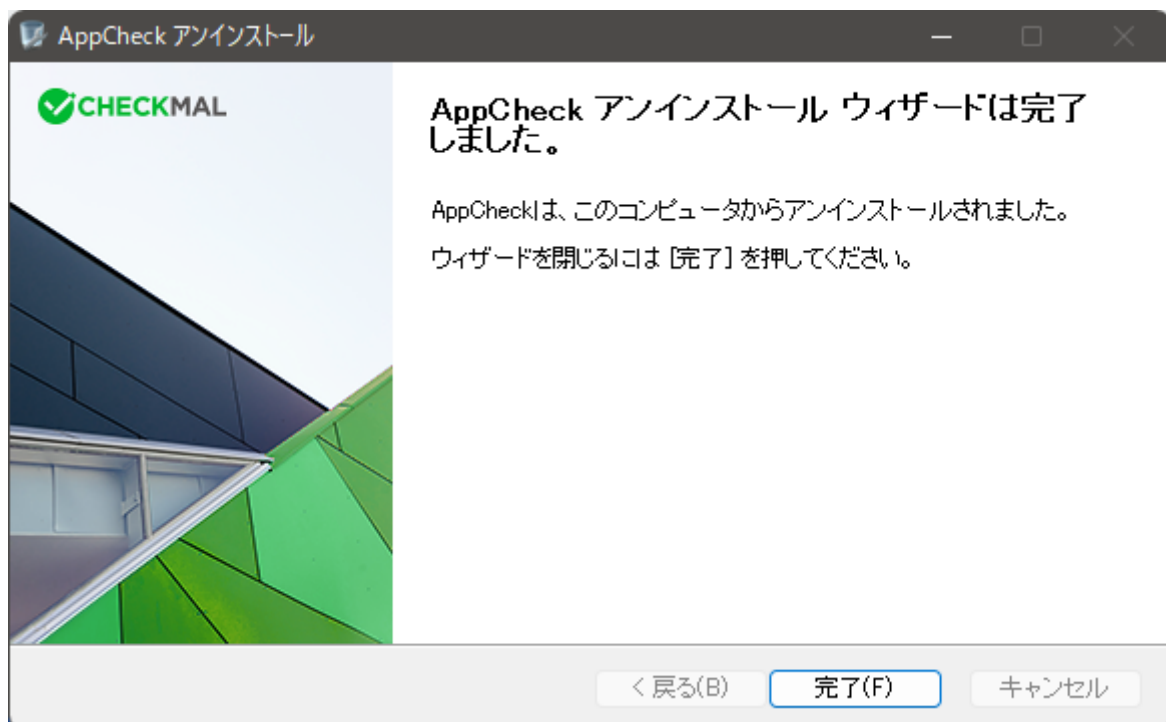 AppCheck アンインストール
CHECKMAL
AppCheck アンインストール ウィザードは完了
しました。
AppCheckは、このコンピュータからアンインストールされました。
ウィザードを閉じるには [完了] を押してください。
< 戻る(B)
完了(F)
キャンセル